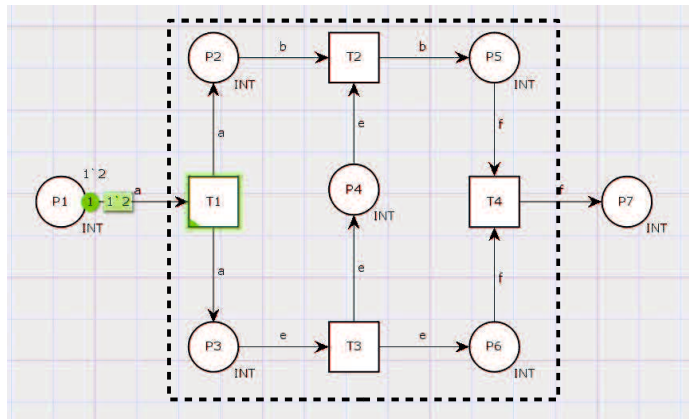 P2 b T2 b P5
INT INT
a e f
1`2
P1 1 1`2 a T1 P4 T4 f P7
INT INT INT
a e f
P3 e T3 e P6
INT INT